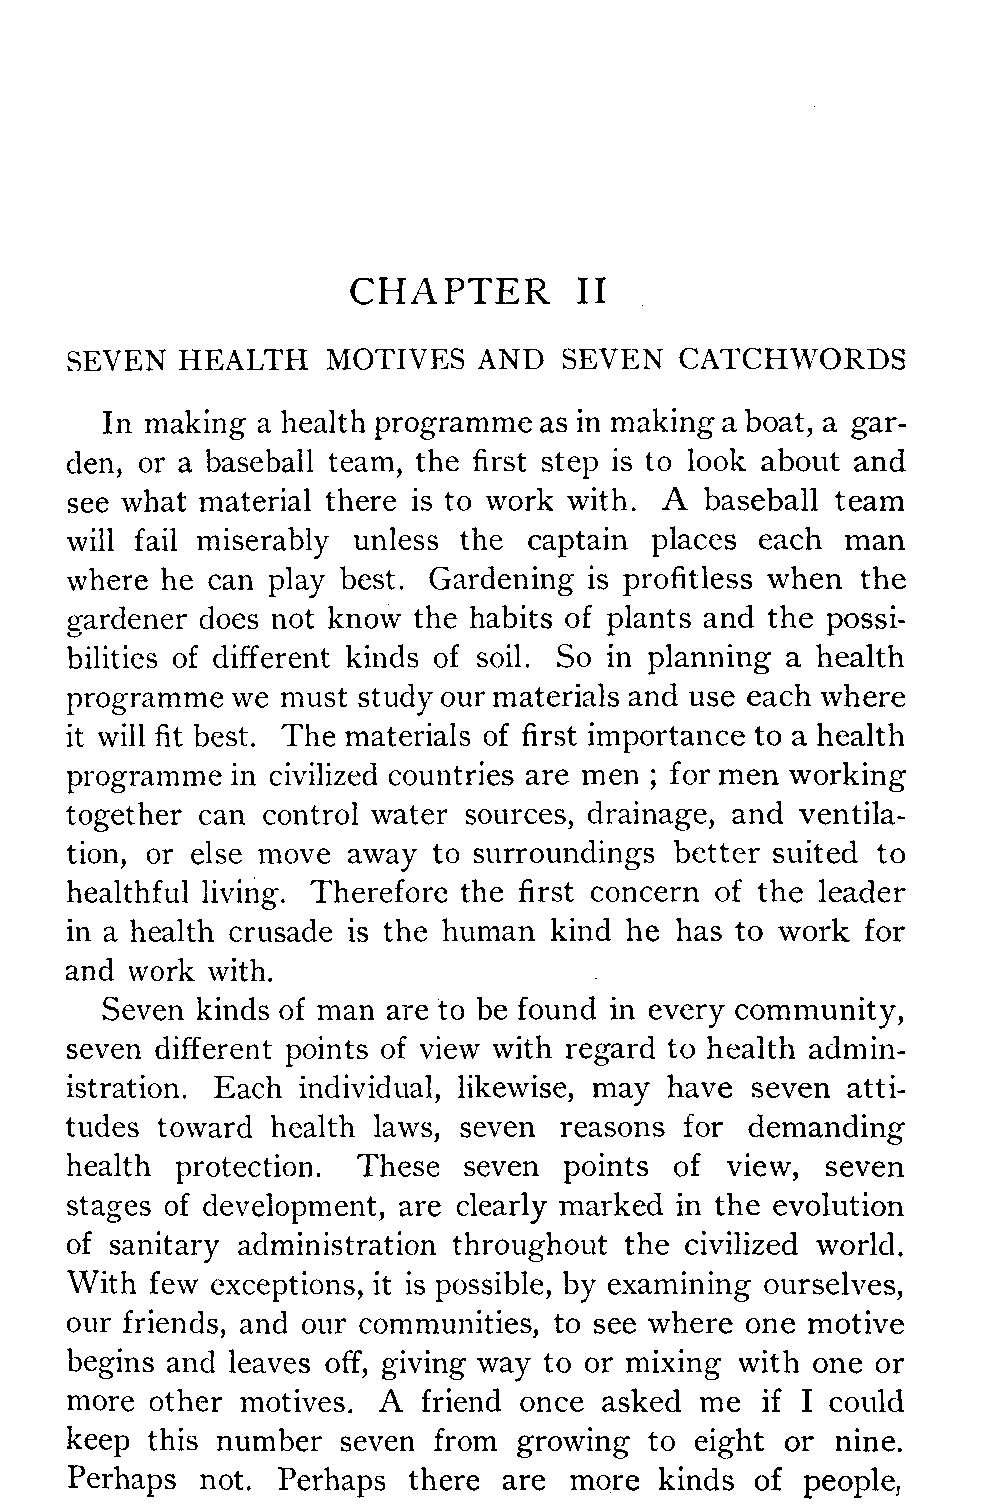 CHAPTER II
SEVEN HEALTH MOTIVES AND SEVEN CATCHWORDS
In making a health programme as in making a boat, a gar-
den, or a baseball team, the first step is to look about and
see what material there is to work with. A baseball team
will fail miserably unless the captain places each man
where he can play best. Gardening is profitless when the
gardener does not know the habits of plants and the possi-
bilities of different kinds of soil. So in planning a health
programme we must study our materials and use each where
it will fit best. The materials of first importance to a health
programme in civilized countries are men ; for men working
together can control water sources, drainage, and ventila-
tion, or else move away to surroundings better suited to
healthful living. Therefore the first concern of the leader
in a health crusade is the human kind he has to work for
and work with.
Seven kinds of man are to be found in every community,
seven different points of view with regard to health admin-
istration. Each individual, likewise, may have seven atti-
tudes toward health laws, seven reasons for demanding
health protection. These seven points of view, seven
stages of development, are clearly marked in the evolution
of sanitary administration throughout the civilized world.
With few exceptions, it is possible, by examining ourselves,
our friends, and our communities, to see where one motive
begins and leaves off, giving way to or mixing with one or
more other motives. A friend once asked me if I could
keep this number seven from growing to eight or nine.
Perhaps not. Perhaps there are more kinds of people,